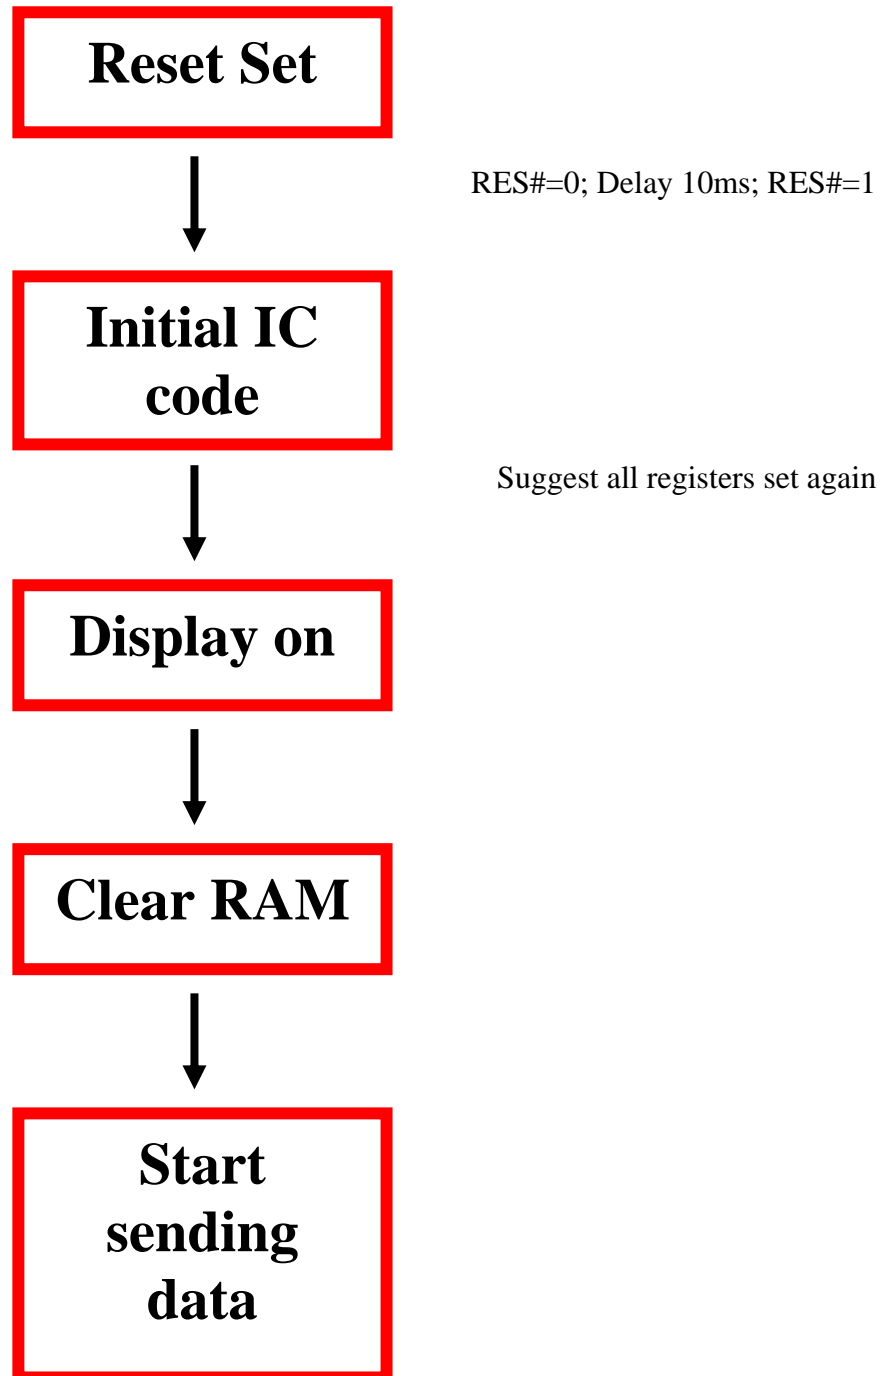 Reset Set
RES#=0; Delay 10ms; RES#=1
Initial IC
code
Suggest all registers set again
Display on
Clear RAM
Start
sending
data